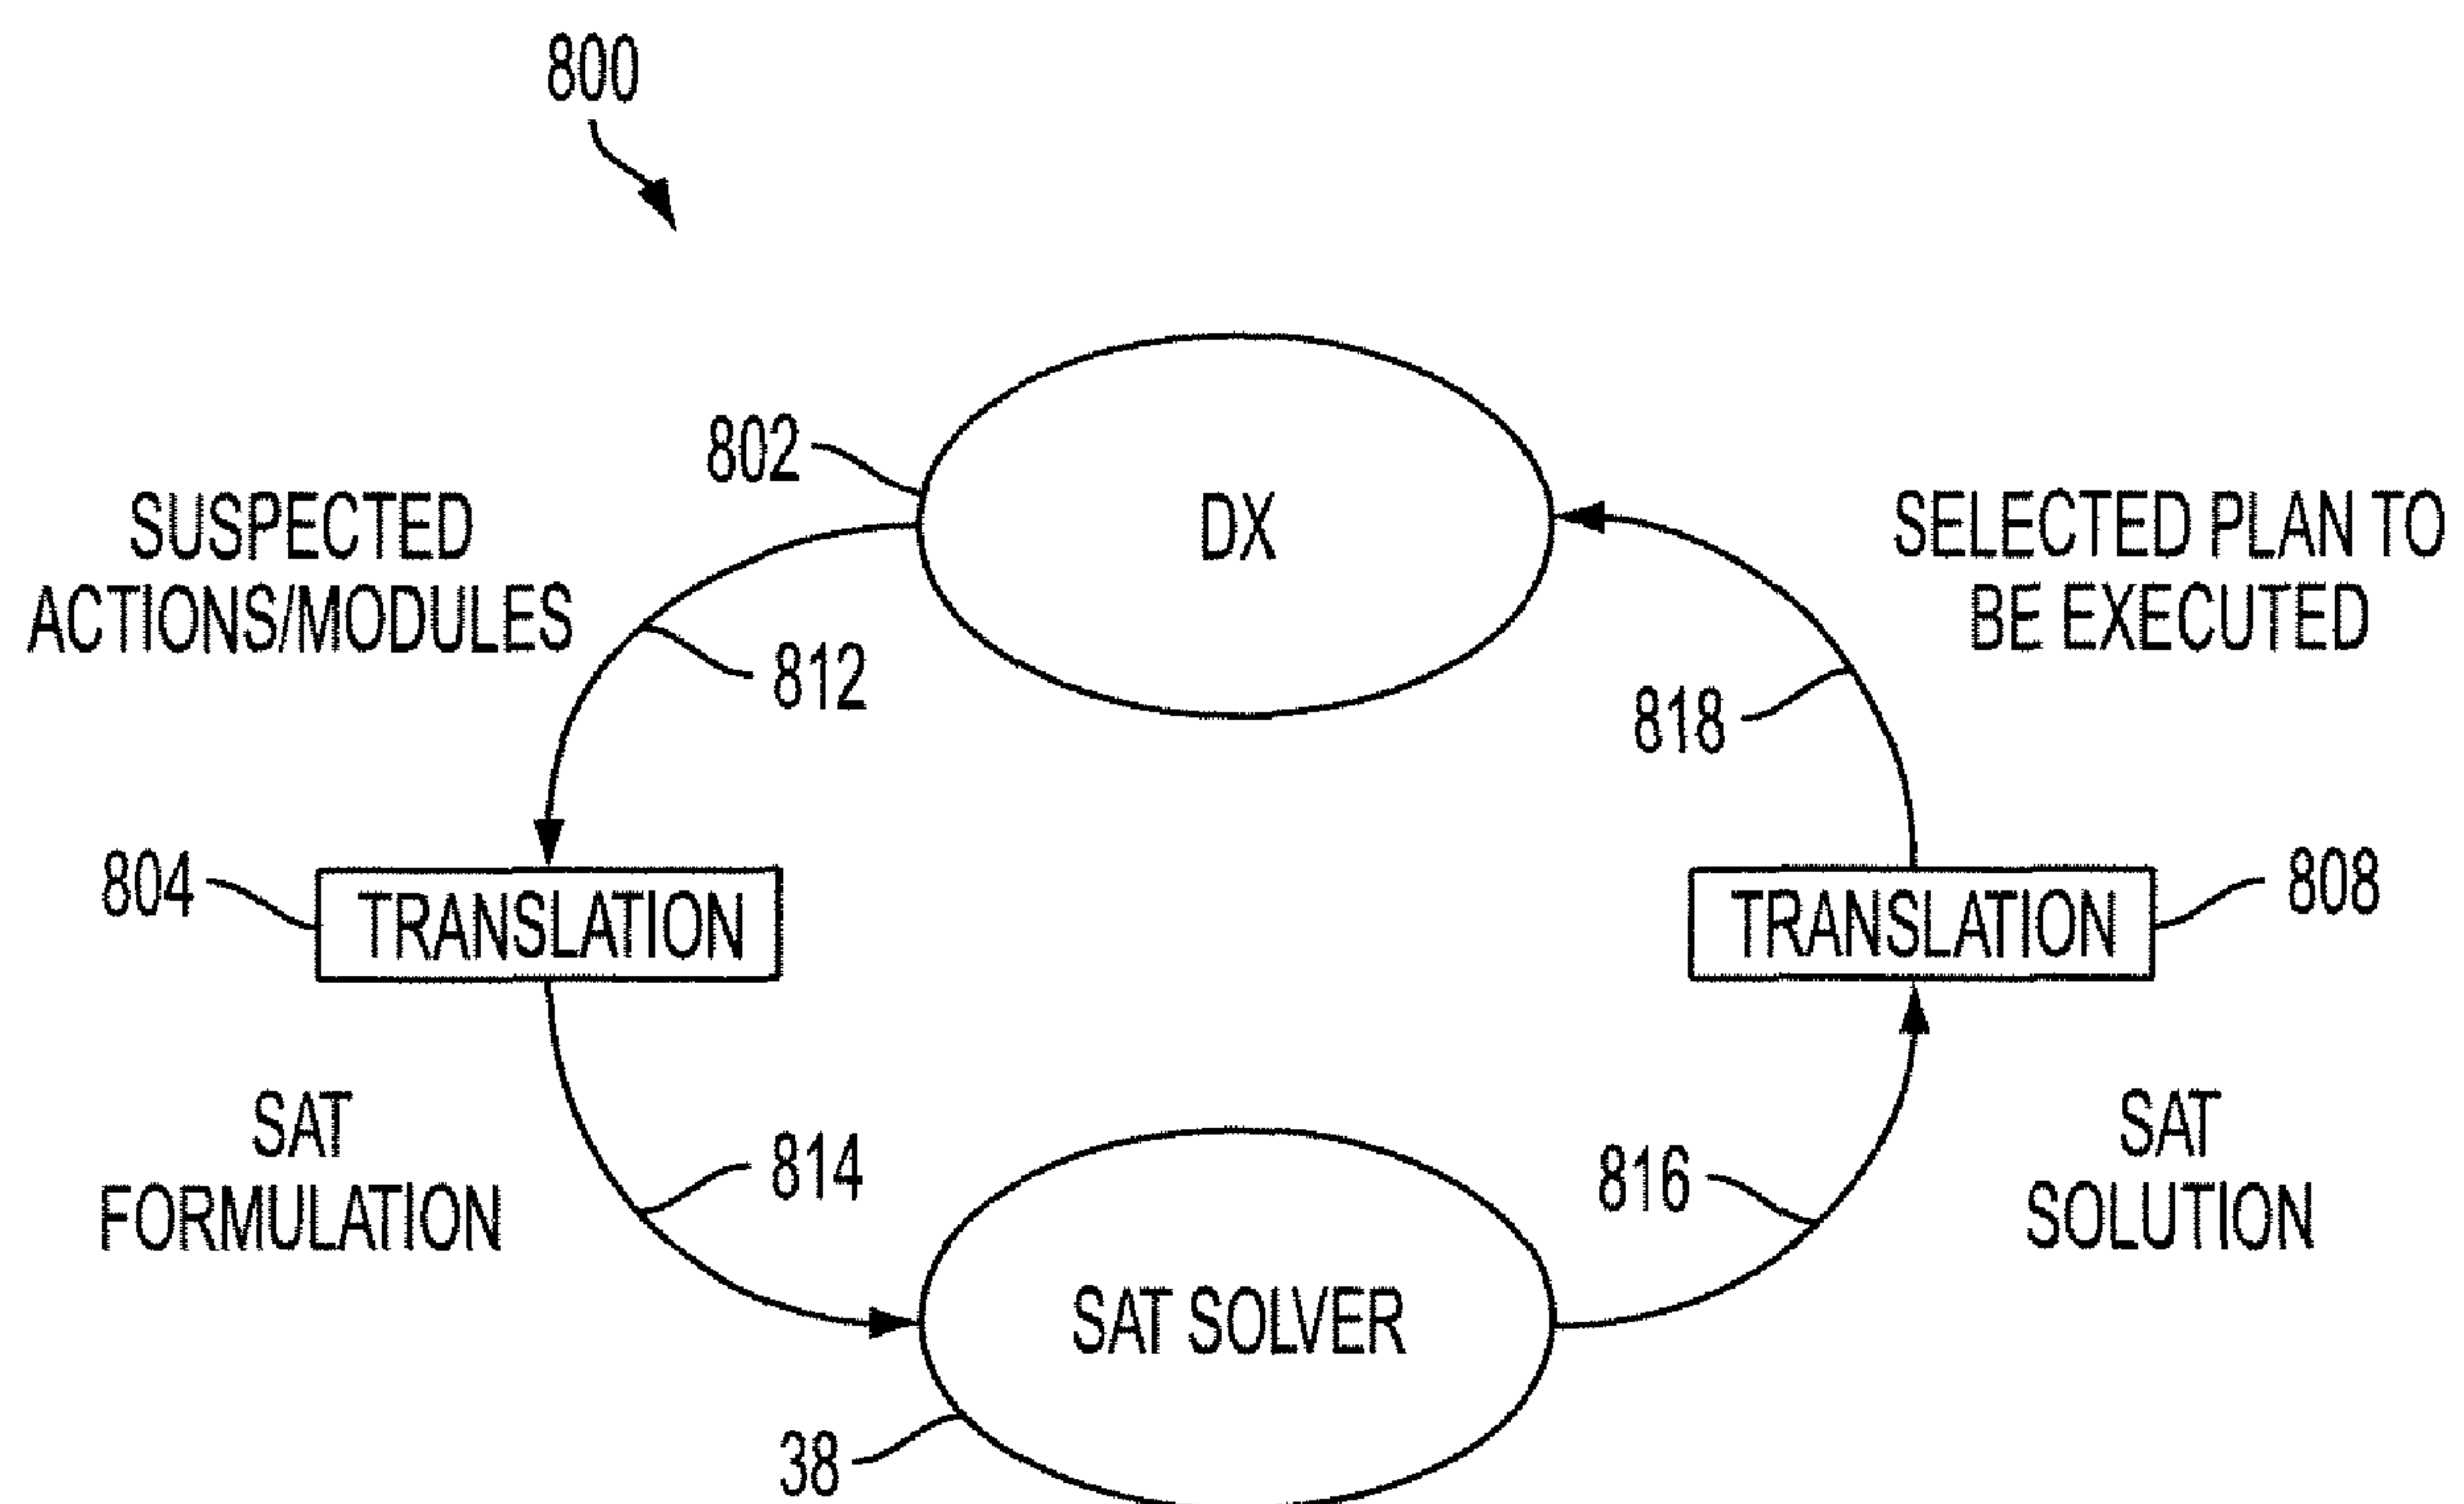 800
802
DX
SUSPECTED
ACTIONS/MODULES
SELECTED PLAN TO
BE EXECUTED
812
818
804
TRANSLATION
TRANSLATION
808
SAT
FORMULATION
814
816
SAT
SOLUTION
SAT SOLVER
38